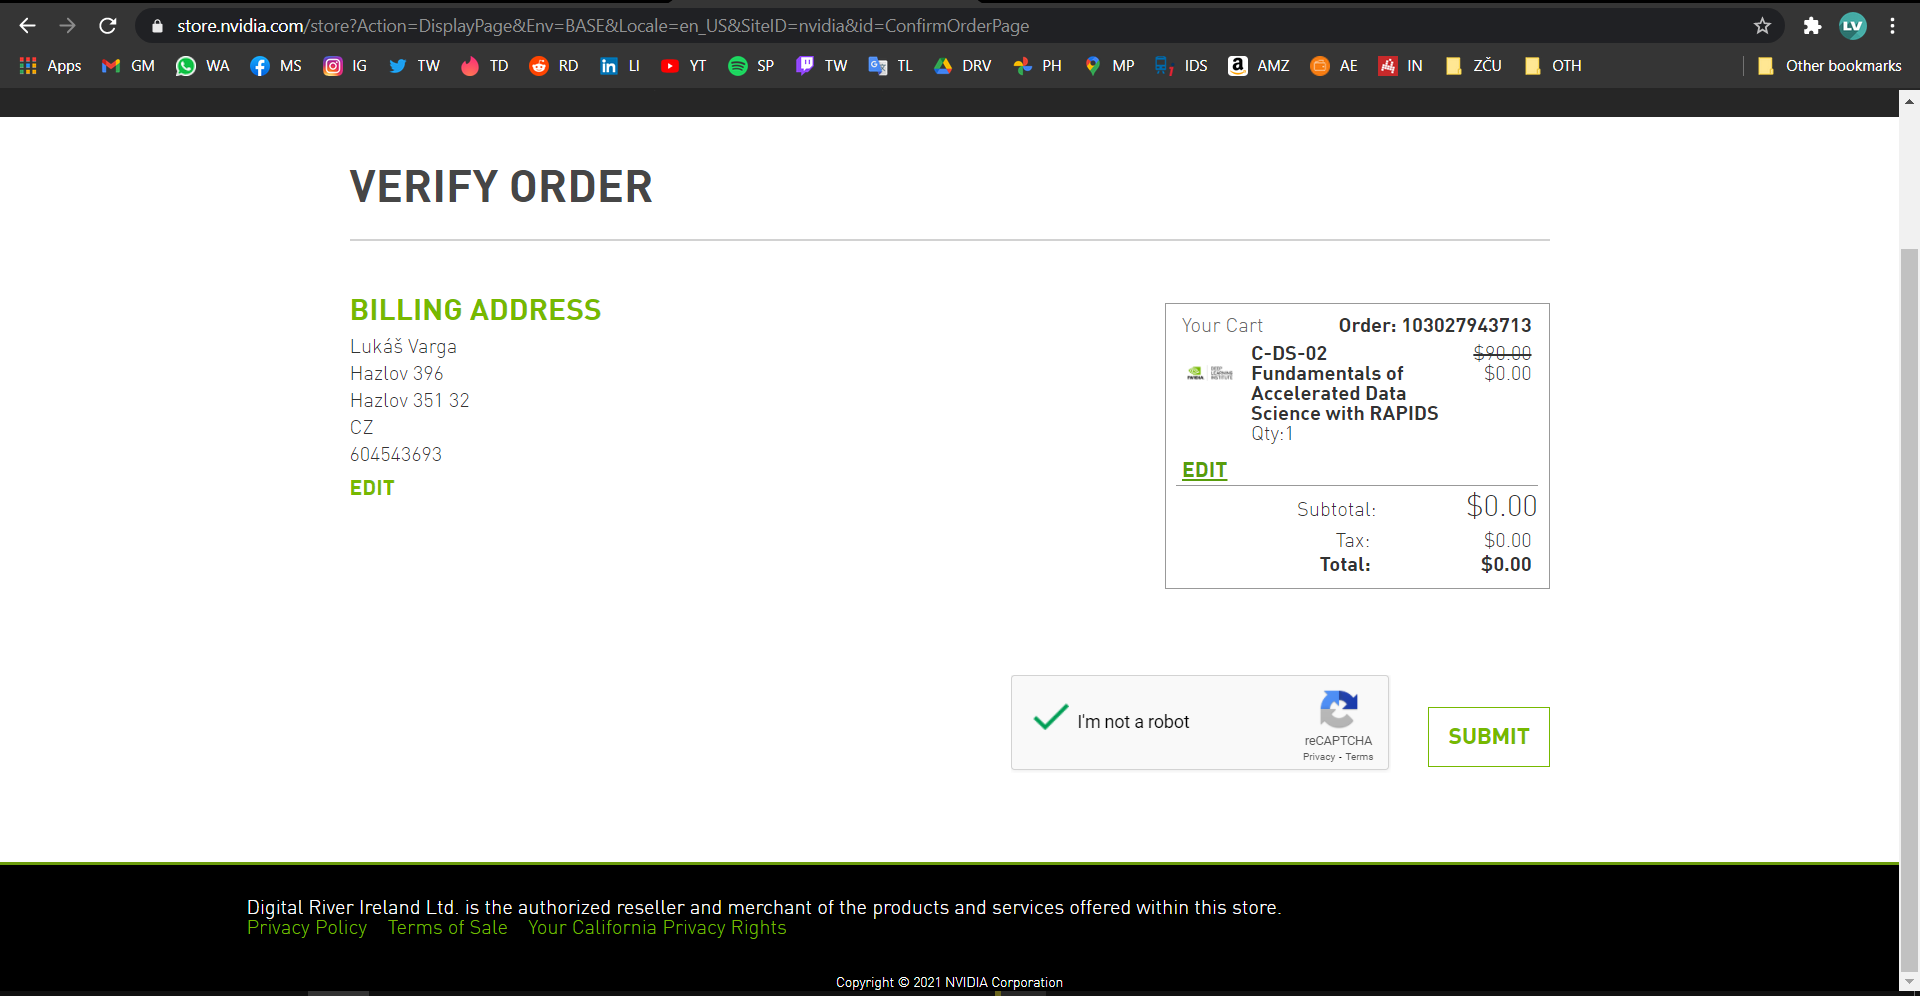 store.nvidia.com/store?Action=DisplayPage&Env=BASE&Locale=en_US&SiteID=nvidia&id=ConfirmOrderPage
LV
Apps GM WA MS IG TW TD RD LI YT SP TW TL DRV PH MP IDS AMZ AE IN ZČU OTH Other bookmarks
VERIFY ORDER
BILLING ADDRESS
Lukáš Varga
Hazlov 396
Hazlov 351 32
CZ
604543693
EDIT
Your Cart Order: 103027943713
C-DS-02 $90.00
Fundamentals of $0.00
Accelerated Data
Science with RAPIDS
Qty:1
NVIDIA DEEP LEARNING INSTITUTE
EDIT
Subtotal: $0.00
Tax: $0.00
Total: $0.00
I'm not a robot
reCAPTCHA
Privacy - Terms
SUBMIT
Digital River Ireland Ltd. is the authorized reseller and merchant of the products and services offered within this store.
Privacy Policy Terms of Sale Your California Privacy Rights
Copyright © 2021 NVIDIA Corporation